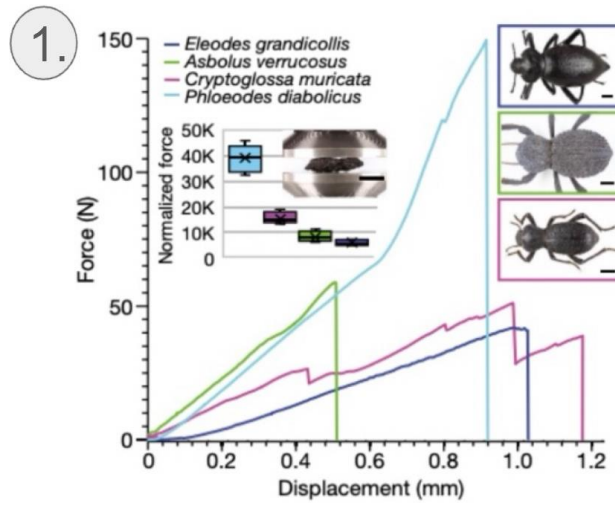 1.
150
100
50
0
Force (N)
Eleodes grandicollis
Asbolus verrucosus
Cryptoglossa muricata
Phloeodes diabolicus
Normalized force
50K
40K
30K
20K
10K
0
0 0.2 0.4 0.6 0.8 1.0 1.2
Displacement (mm)